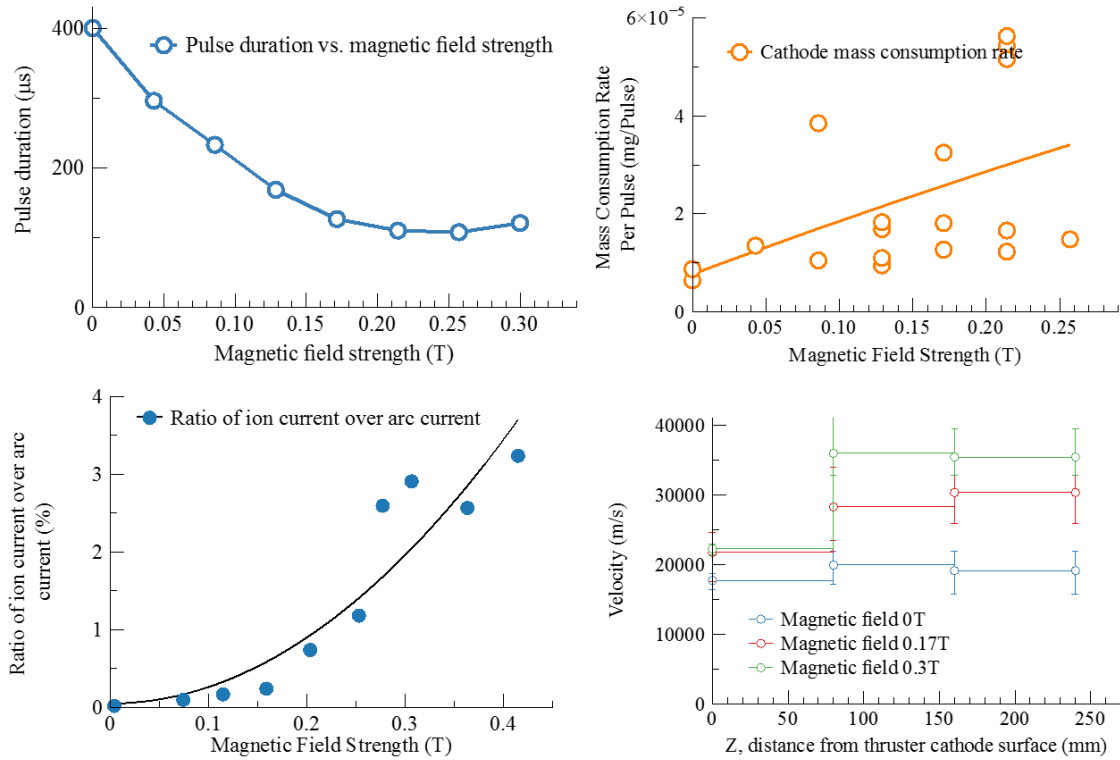 400
200
0
Pulse duration (μs)
Pulse duration vs. magnetic field strength
0 0.05 0.10 0.15 0.20 0.25 0.30
Magnetic field strength (T)
6×10⁻⁵
4
2
0
Mass Consumption Rate
Per Pulse (mg/Pulse)
Cathode mass consumption rate
0 0.05 0.10 0.15 0.20 0.25
Magnetic Field Strength (T)
4
3
2
1
0
Ratio of ion current over arc
current (%)
Ratio of ion current over arc current
0 0.1 0.2 0.3 0.4
Magnetic Field Strength (T)
40000
30000
20000
10000
0
Velocity (m/s)
Magnetic field 0T
Magnetic field 0.17T
Magnetic field 0.3T
0 50 100 150 200 250
Z, distance from thruster cathode surface (mm)